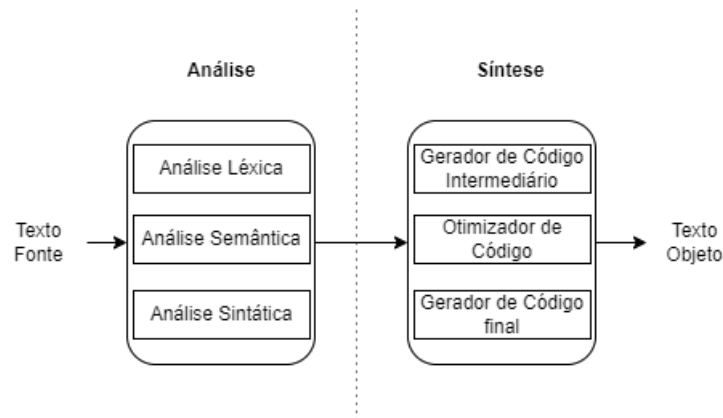 Análise
Síntese
Texto
Fonte
Análise Léxica
Análise Semântica
Análise Sintática
Gerador de Código
Intermediário
Otimizador de
Código
Gerador de Código
final
Texto
Objeto